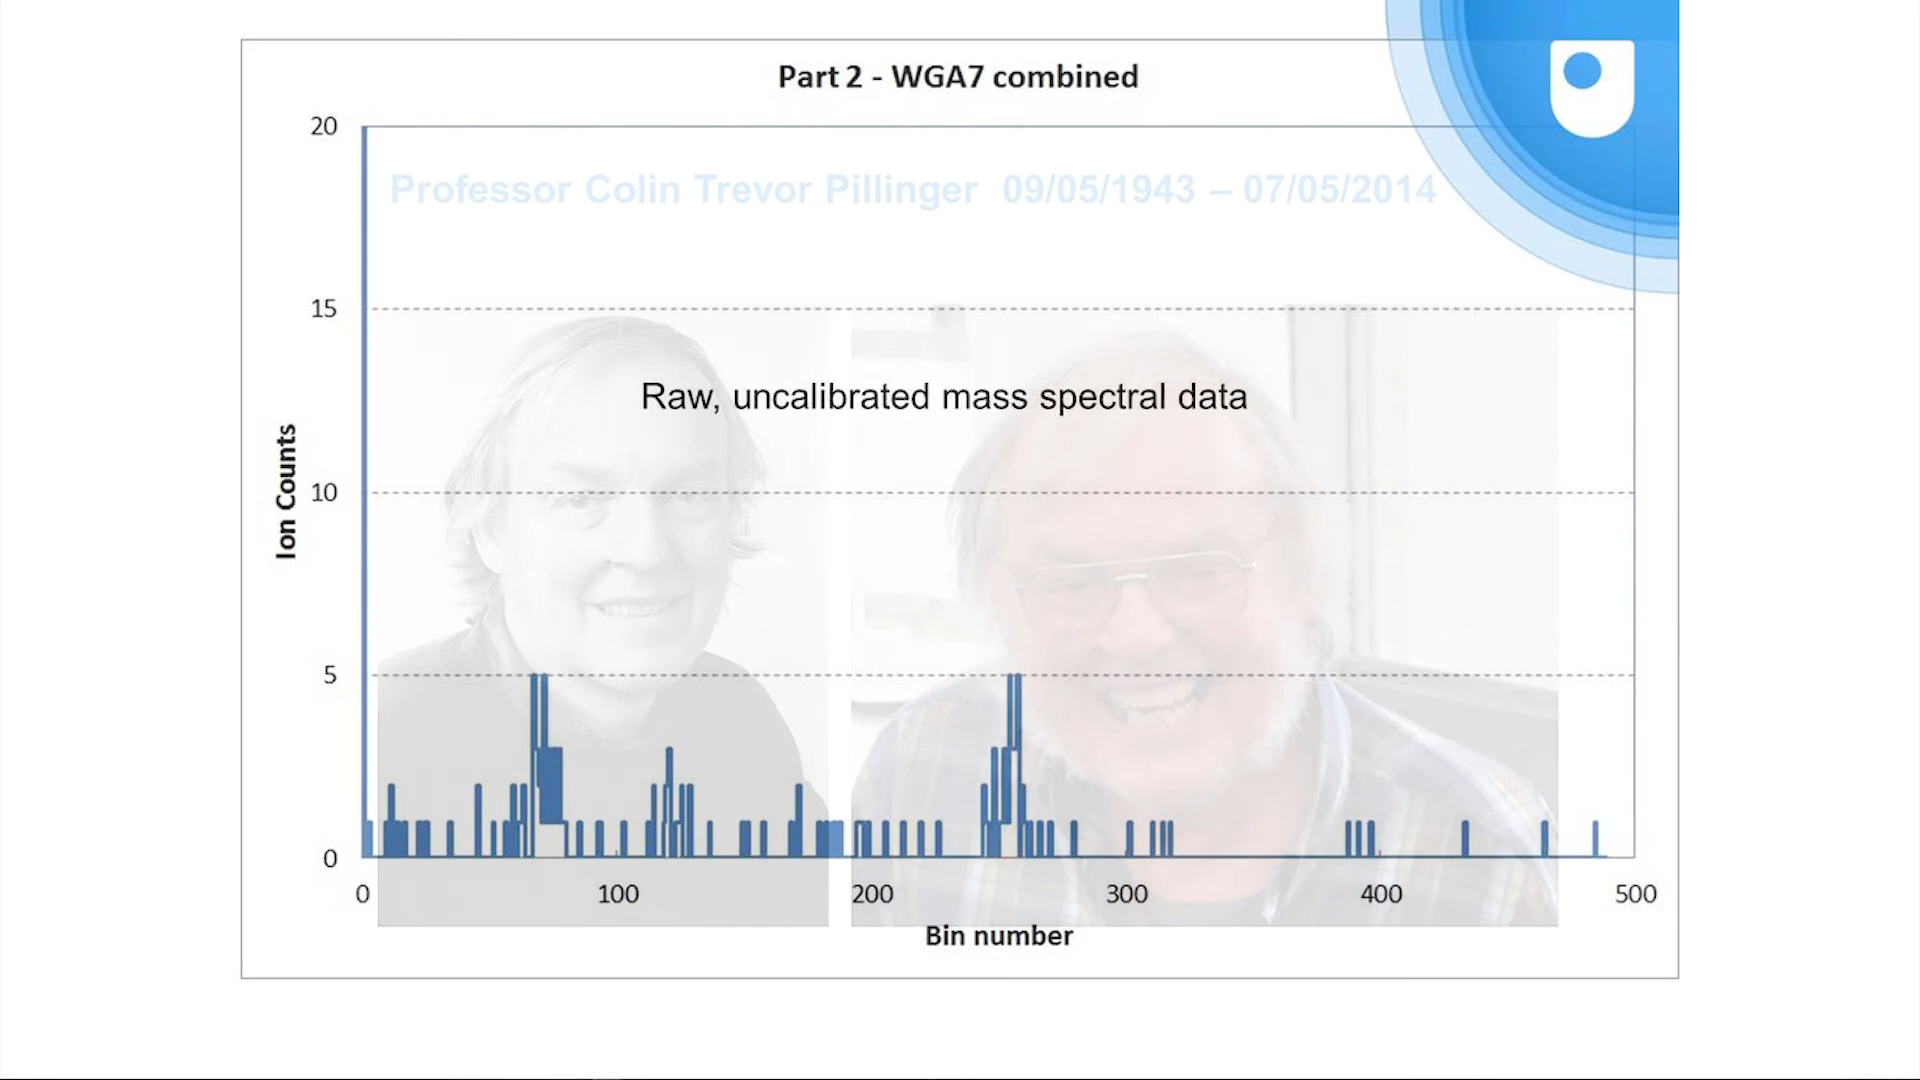 Part 2 - WGA7 combined
20
Professor Colin Trevor Pillinger 09/05/1943 – 07/05/2014
15
Raw, uncalibrated mass spectral data
Ion Counts
10
5
0
0 100 200 300 400 500
Bin number